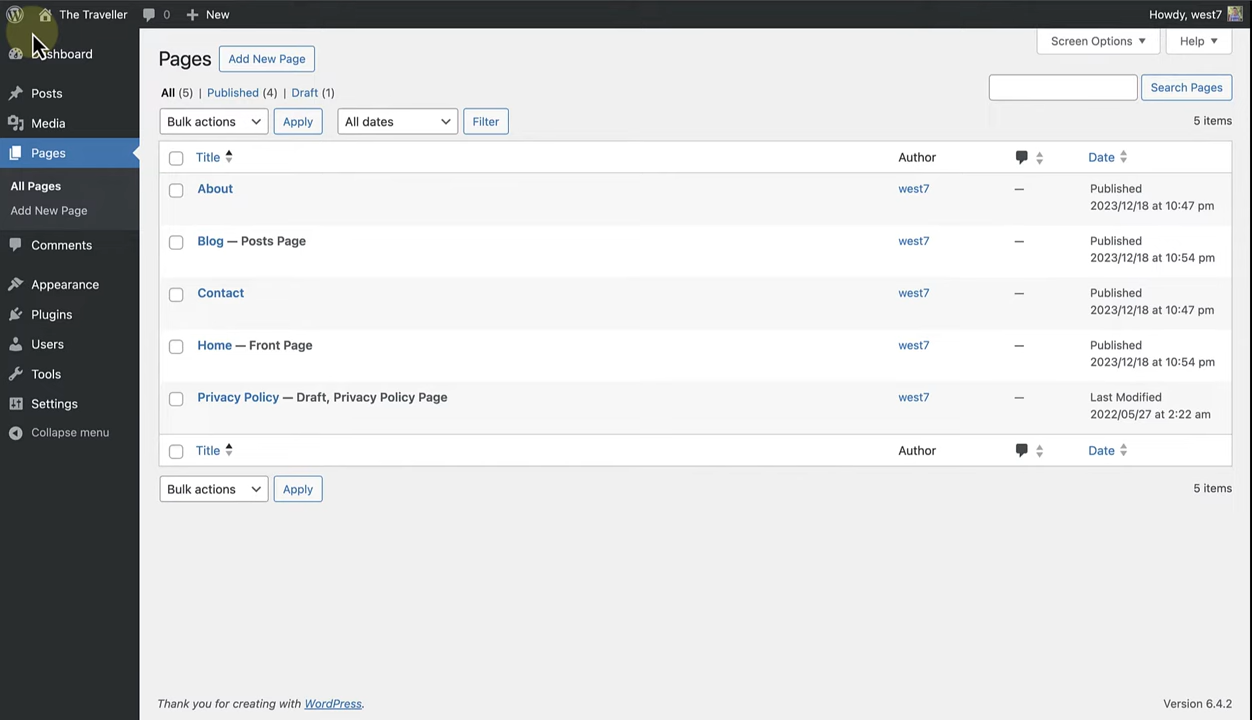 The Traveller 0 New Howdy, west7
Dashboard
Posts
Media
Pages
All Pages
Add New Page
Comments
Appearance
Plugins
Users
Tools
Settings
Collapse menu
Screen Options Help
Pages Add New Page
All (5) | Published (4) | Draft (1)
Search Pages
Bulk actions Apply All dates Filter 5 items
Title Author Date
About west7 — Published
2023/12/18 at 10:47 pm
Blog — Posts Page west7 — Published
2023/12/18 at 10:54 pm
Contact west7 — Published
2023/12/18 at 10:47 pm
Home — Front Page west7 — Published
2023/12/18 at 10:54 pm
Privacy Policy — Draft, Privacy Policy Page west7 — Last Modified
2022/05/27 at 2:22 am
Title Author Date
Bulk actions Apply 5 items
Thank you for creating with WordPress. Version 6.4.2